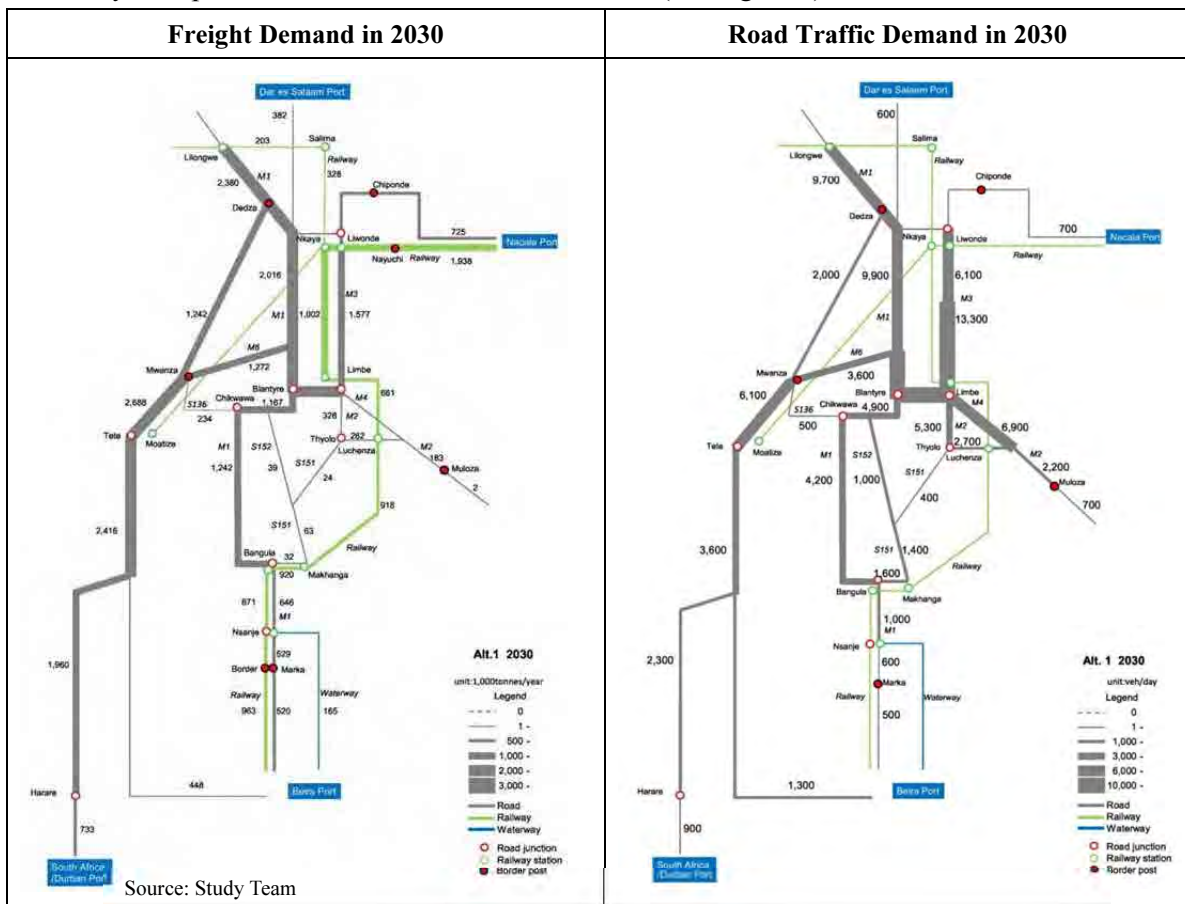 Freight Demand in 2030
Road Traffic Demand in 2030
Dar es Salaam Port
382
203
Salima
Lilongwe
Railway
M1
328
2,380
Chiponde
Dedza
725
Nkaya
Liwonde
Nacala Port
Nayuchi
Railway
1,938
2,016
M3
1,242
M1
1,002
1,577
M6
1,272
Mwanza
Limbe
Blantyre
661
2,688
Chikwawa
1,167
M4
S136
328
M2
234
Tete
Moatize
Thyolo
262
M1
S152
Luchenza
M2
183
1,242
39
S151
Muloza
24
2
918
2,416
S151
63
Bangula
32
Railway
920
Makhanga
871
646
M1
Nsanje
529
Border
Marka
1,960
Railway
Waterway
963
520
165
448
Harare
Beira Port
733
South Africa
/Durban Port
Alt.1 2030
unit:1,000tonnes/year
Legend
0
1 -
500 -
1,000 -
2,000 -
3,000 -
Road
Railway
Waterway
Road junction
Railway station
Border post
Source: Study Team
Dar es Salaam Port
600
Salima
Lilongwe
Railway
9,700
M1
Chiponde
Dedza
700
Nkaya
Liwonde
Nacala Port
Railway
2,000
9,900
6,100
M3
M1
13,300
M6
Mwanza
3,600
Blantyre
Limbe
6,100
Chikwawa
4,900
M4
S136
500
5,300
M2
6,900
Tete
Moatize
Thyolo
2,700
M1
S152
Luchenza
M2
4,200
1,000
S151
2,200
400
Muloza
700
3,600
S151
1,400
Railway
1,600
Bangula
Makhanga
1,000
M1
Nsanje
600
2,300
Railway
Marka
Waterway
500
1,300
Harare
Beira Port
900
South Africa
/Durban Port
Alt. 1 2030
unit:veh/day
Legend
0
1 -
1,000 -
3,000 -
6,000 -
10,000 -
Road
Railway
Waterway
Road junction
Railway station
Border post